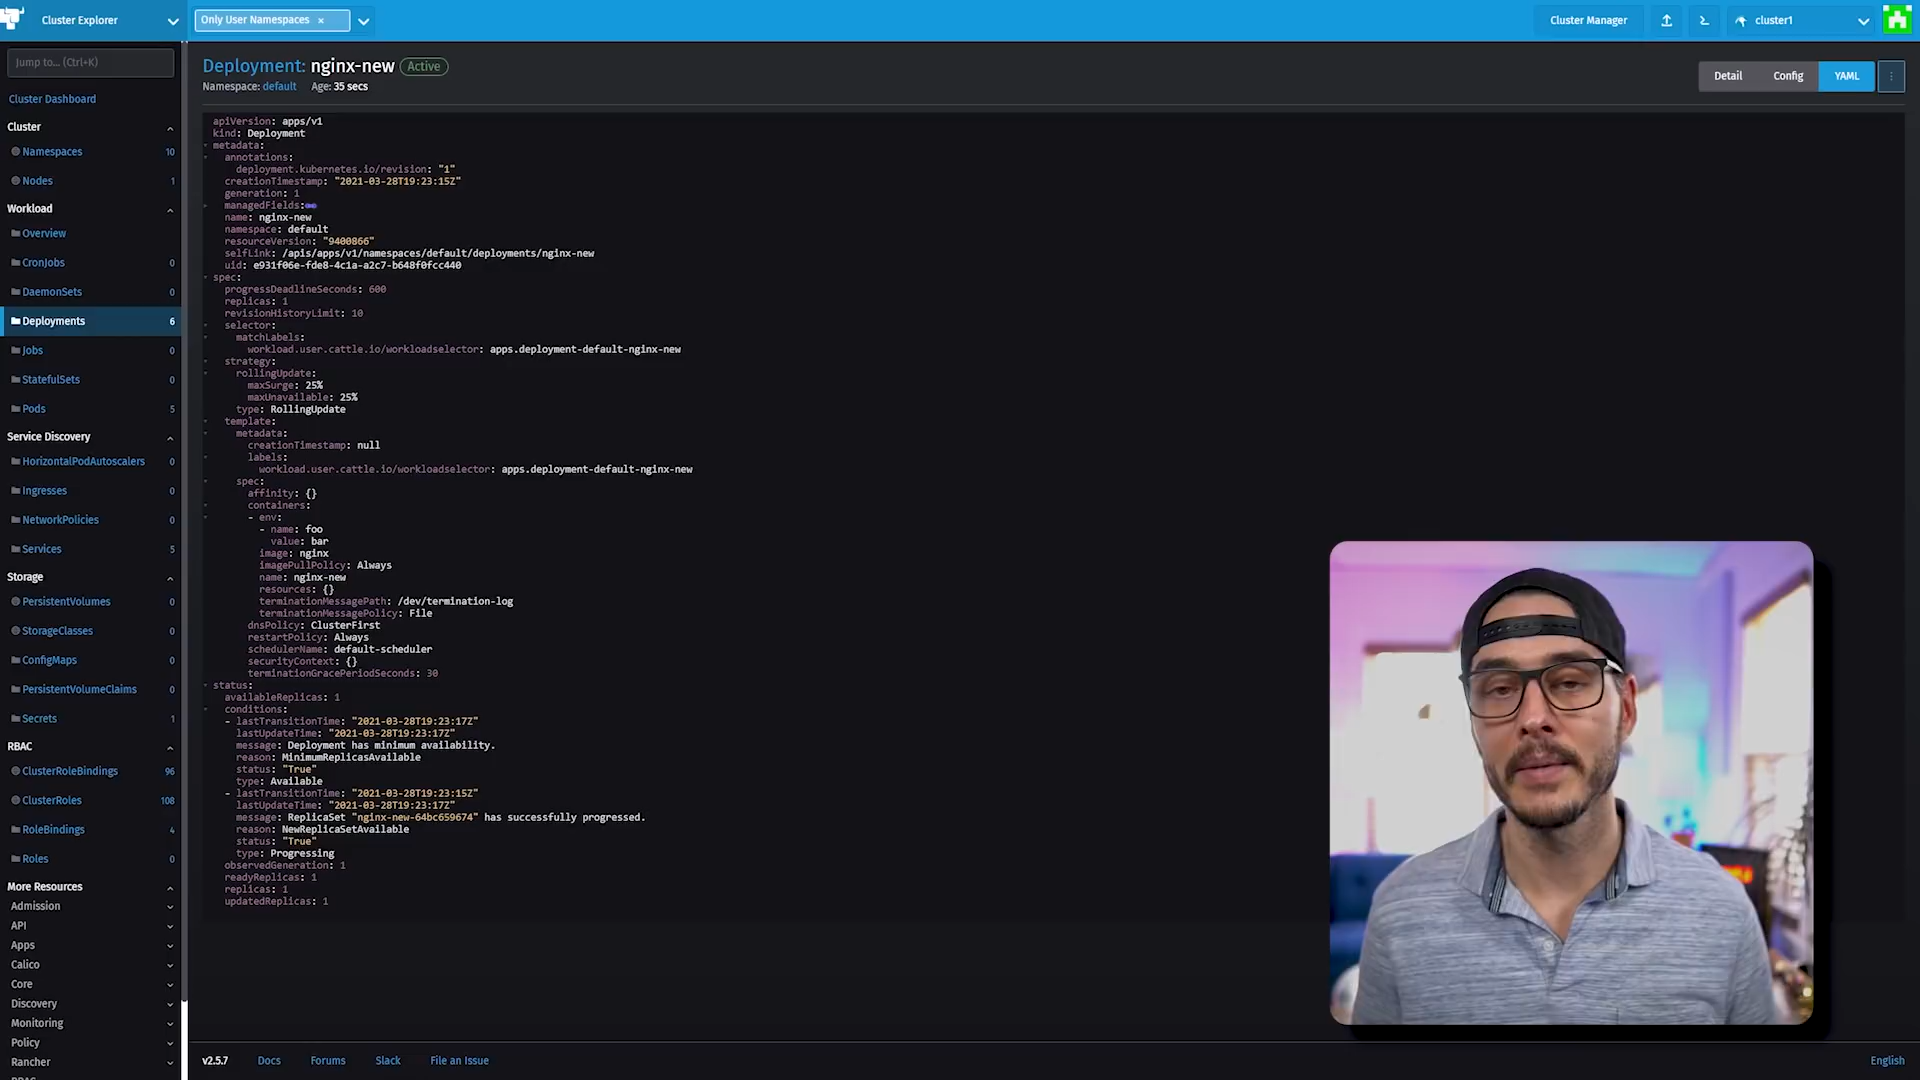 Cluster Explorer
Only User Namespaces ×
Cluster Manager
cluster1
Jump to... (Ctrl+K)
Cluster Dashboard
Cluster
Namespaces 10
Nodes 1
Workload
Overview
CronJobs 0
DaemonSets 0
Deployments 6
Jobs 0
StatefulSets 0
Pods 5
Service Discovery
HorizontalPodAutoscalers 0
Ingresses 0
NetworkPolicies 0
Services 5
Storage
PersistentVolumes 0
StorageClasses 0
ConfigMaps 0
PersistentVolumeClaims 0
Secrets 1
RBAC
ClusterRoleBindings 96
ClusterRoles 108
RoleBindings 4
Roles 0
More Resources
Admission
API
Apps
Calico
Core
Discovery
Monitoring
Policy
Rancher
RBAC
Deployment: nginx-new Active
Namespace: default Age: 35 secs
Detail Config YAML
apiVersion: apps/v1
kind: Deployment
metadata:
annotations:
deployment.kubernetes.io/revision: "1"
creationTimestamp: "2021-03-28T19:23:15Z"
generation: 1
managedFields:
name: nginx-new
namespace: default
resourceVersion: "9400866"
selfLink: /apis/apps/v1/namespaces/default/deployments/nginx-new
uid: e931f06e-fde8-4c1a-a2c7-b648f0fcc440
spec:
progressDeadlineSeconds: 600
replicas: 1
revisionHistoryLimit: 10
selector:
matchLabels:
workload.user.cattle.io/workloadselector: apps.deployment-default-nginx-new
strategy:
rollingUpdate:
maxSurge: 25%
maxUnavailable: 25%
type: RollingUpdate
template:
metadata:
creationTimestamp: null
labels:
workload.user.cattle.io/workloadselector: apps.deployment-default-nginx-new
spec:
affinity: {}
containers:
- env:
- name: foo
value: bar
image: nginx
imagePullPolicy: Always
name: nginx-new
resources: {}
terminationMessagePath: /dev/termination-log
terminationMessagePolicy: File
dnsPolicy: ClusterFirst
restartPolicy: Always
schedulerName: default-scheduler
securityContext: {}
terminationGracePeriodSeconds: 30
status:
availableReplicas: 1
conditions:
- lastTransitionTime: "2021-03-28T19:23:17Z"
lastUpdateTime: "2021-03-28T19:23:17Z"
message: Deployment has minimum availability.
reason: MinimumReplicasAvailable
status: "True"
type: Available
- lastTransitionTime: "2021-03-28T19:23:15Z"
lastUpdateTime: "2021-03-28T19:23:17Z"
message: ReplicaSet "nginx-new-64bc659674" has successfully progressed.
reason: NewReplicaSetAvailable
status: "True"
type: Progressing
observedGeneration: 1
readyReplicas: 1
replicas: 1
updatedReplicas: 1
v2.5.7 Docs Forums Slack File an Issue
English